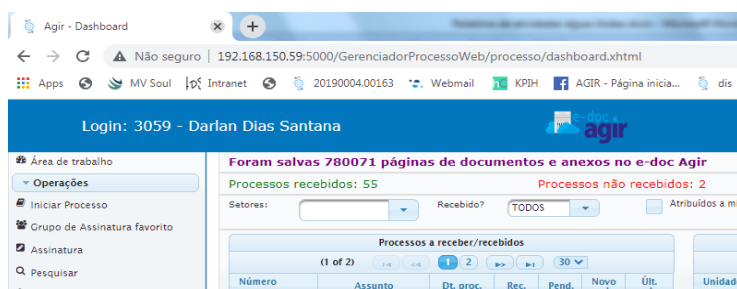 Agir - Dashboard
Não seguro | 192.168.150.59:5000/GerenciadorProcessoWeb/processo/dashboard.xhtml
Apps MV Soul Intranet 20190004.00163 Webmail KPIH AGIR - Página inicia... dis
Login: 3059 - Darlan Dias Santana
e-doc agir
Área de trabalho
Operações
Iniciar Processo
Grupo de Assinatura favorito
Assinatura
Pesquisar
Foram salvas 780071 páginas de documentos e anexos no e-doc Agir
Processos recebidos: 55 Processos não recebidos: 2
Setores: Recebido? TODOS Atribuídos a mi
Processos a receber/recebidos
(1 of 2) 1 2 30
Número Assunto Dt. proc. Rec. Pend. Novo Últ. Unidad